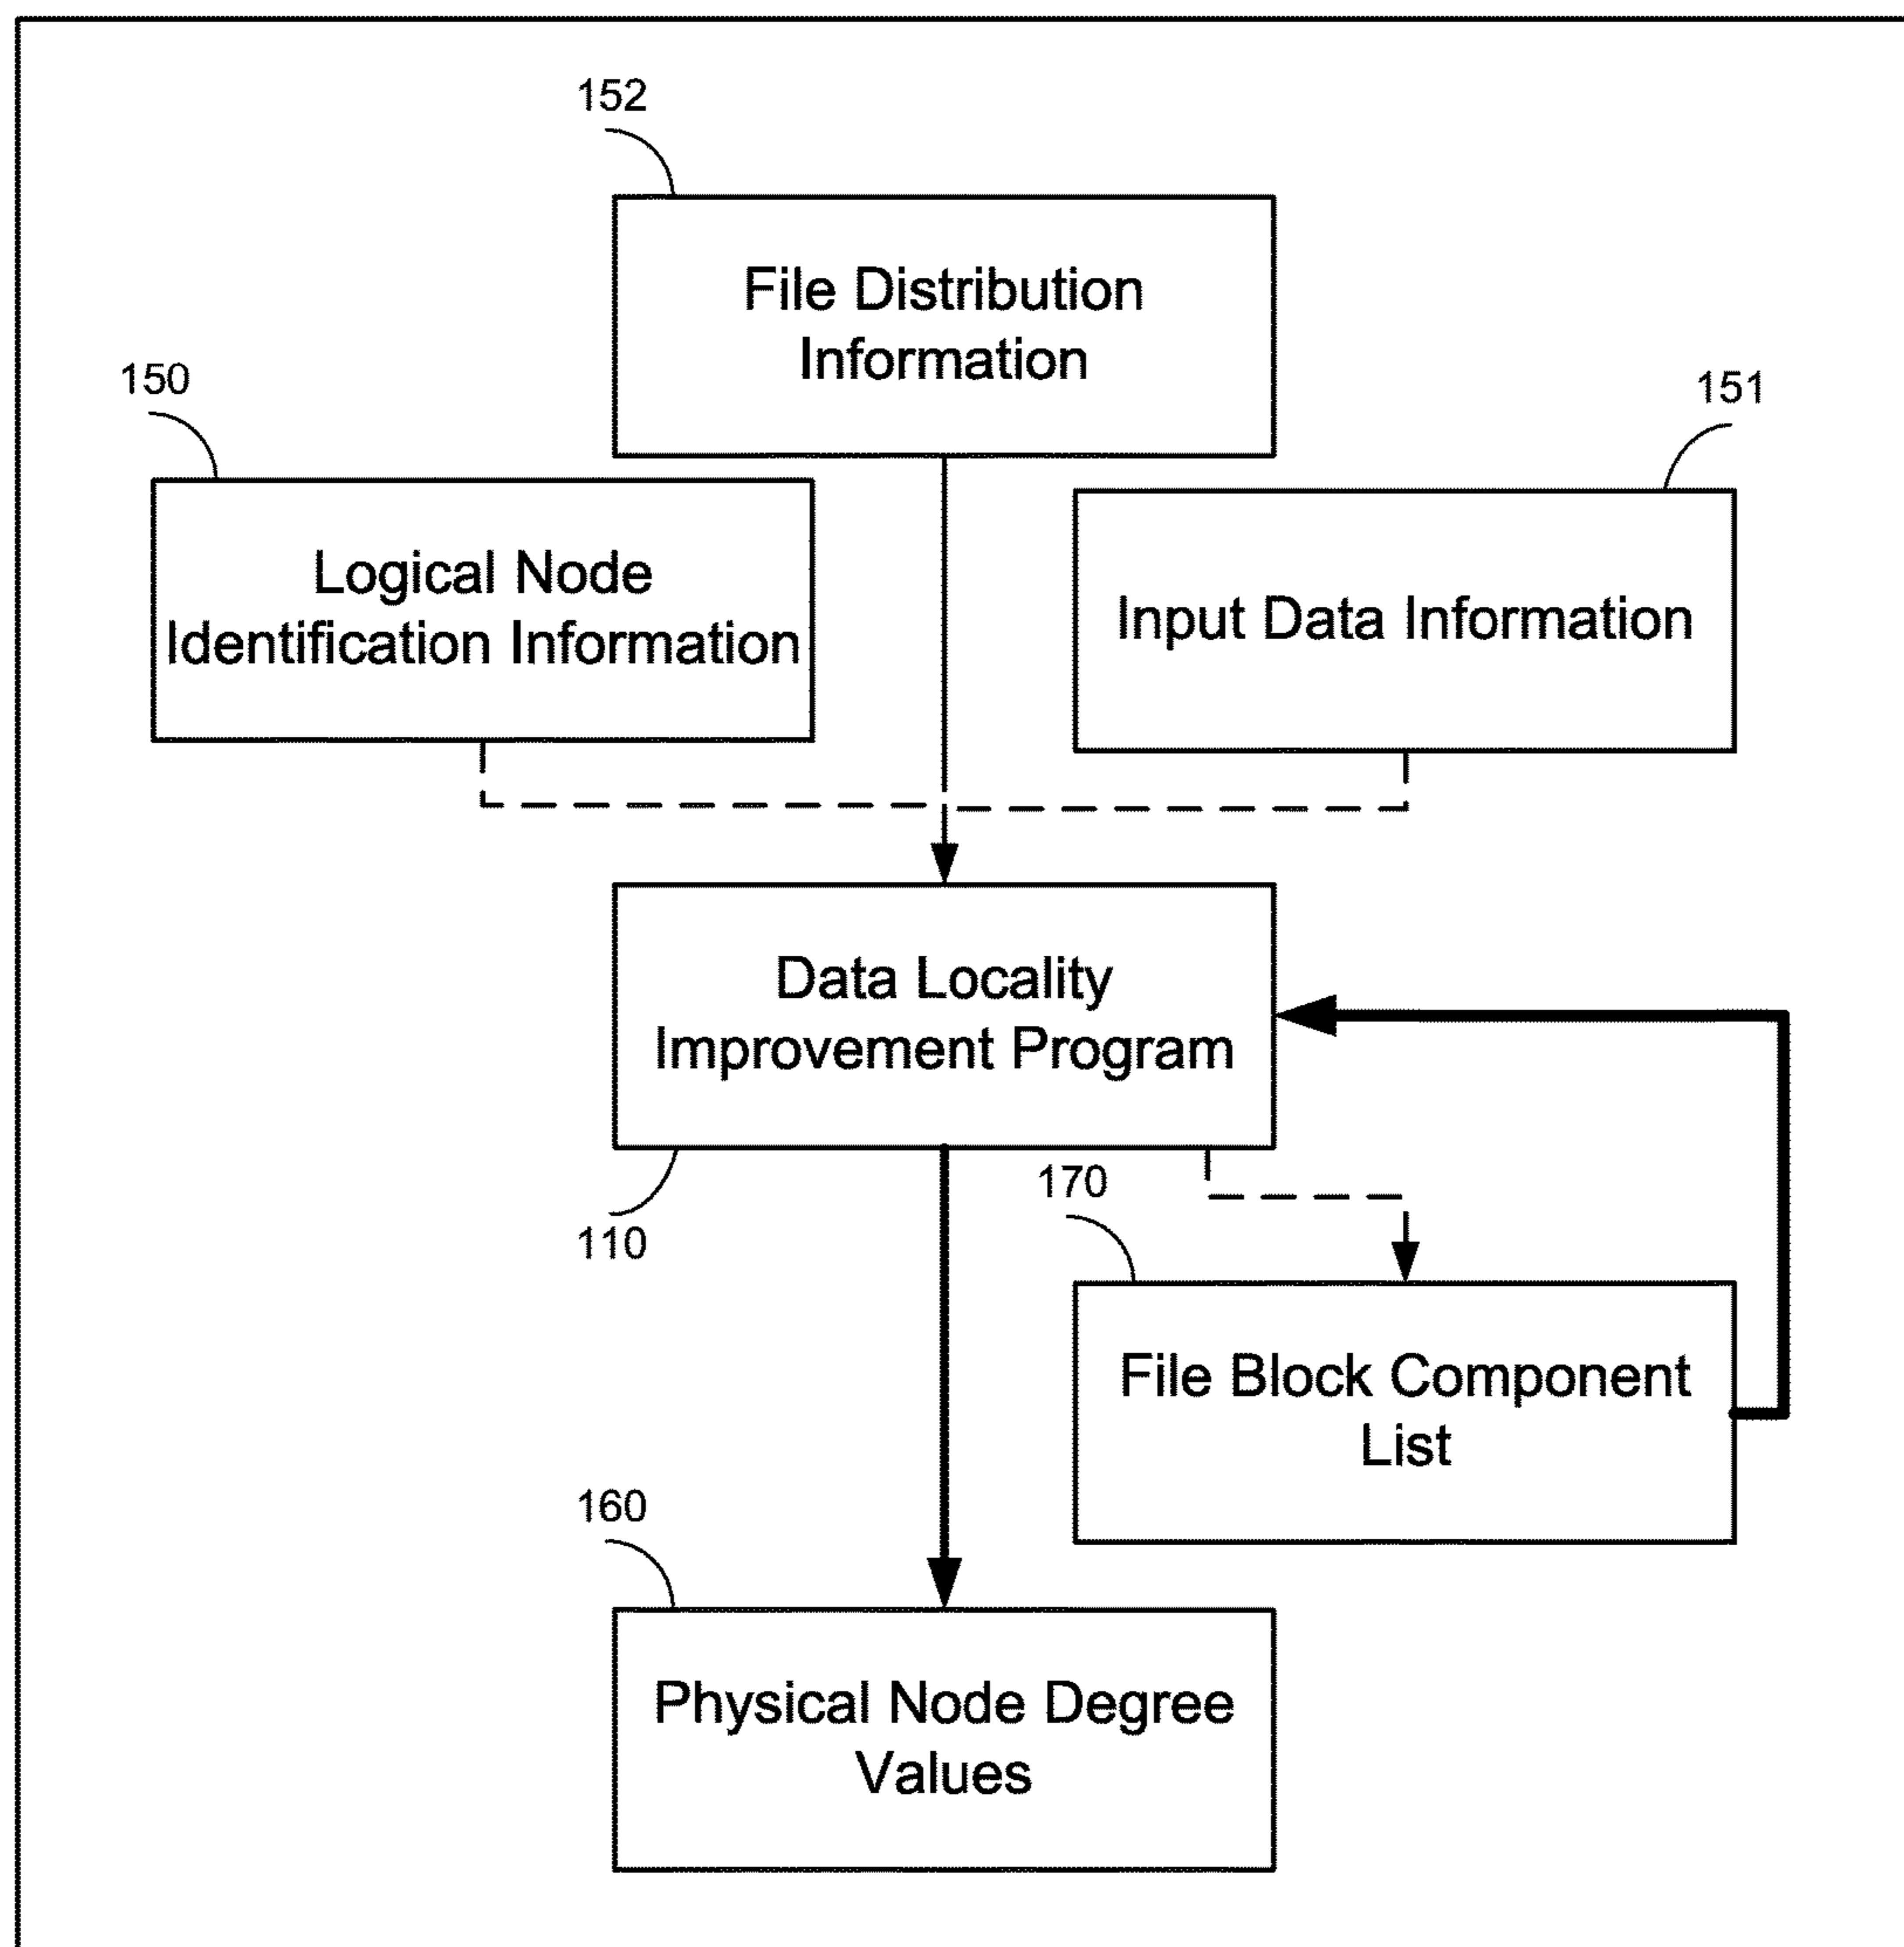 152
File Distribution
Information
150
151
Logical Node
Identification Information
Input Data Information
Data Locality
Improvement Program
110
170
File Block Component
List
160
Physical Node Degree
Values